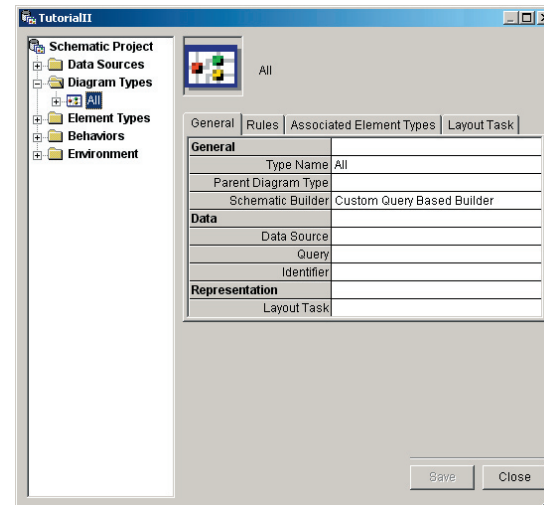 TutorialII
Schematic Project
Data Sources
Diagram Types
All
Element Types
Behaviors
Environment
All
General Rules Associated Element Types Layout Task
General
Type Name All
Parent Diagram Type
Schematic Builder Custom Query Based Builder
Data
Data Source
Query
Identifier
Representation
Layout Task
Save Close